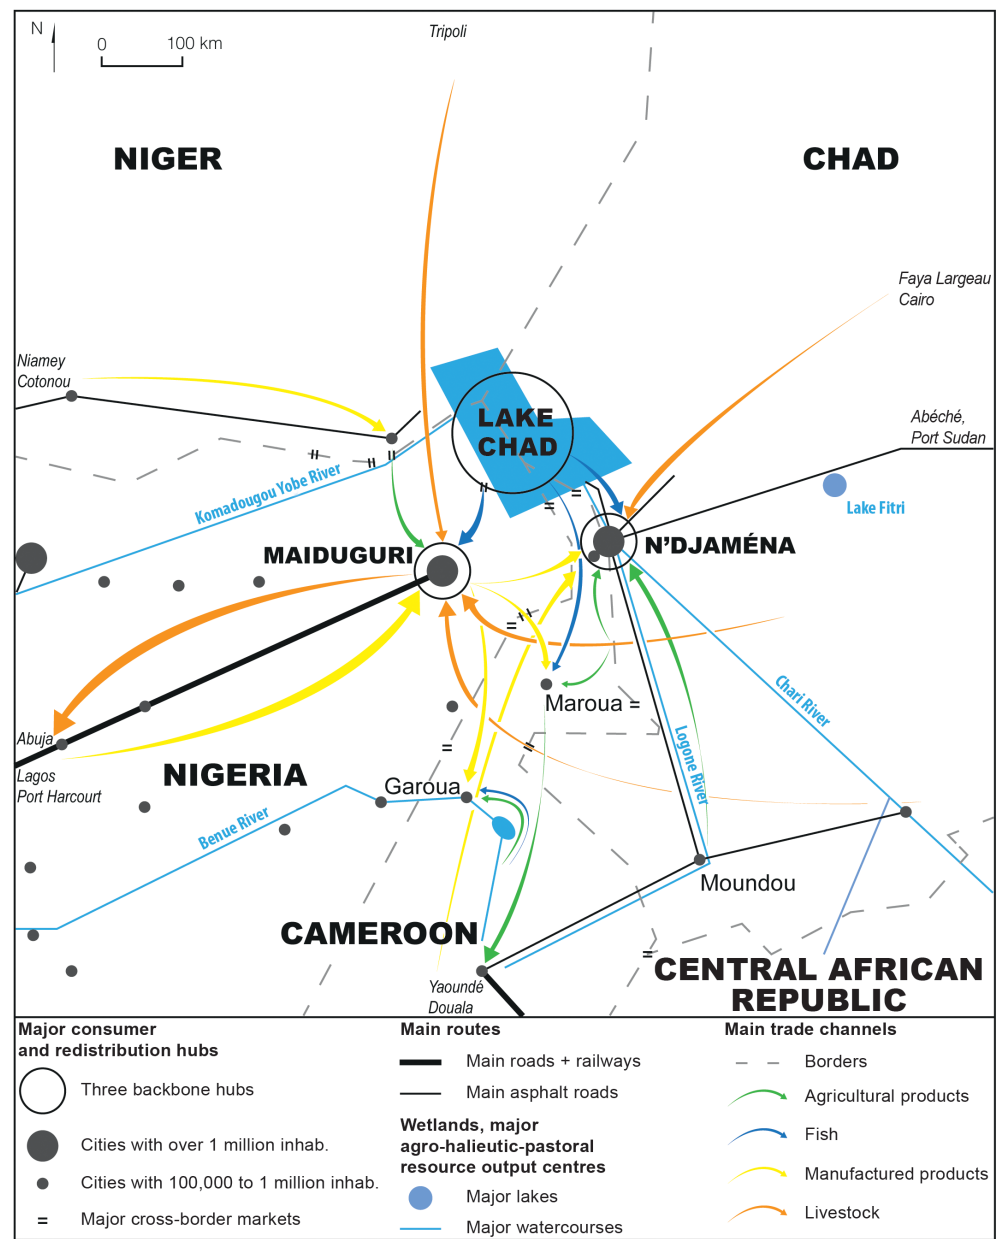 N
0 100 km
Tripoli
NIGER
CHAD
Faya Largeau
Cairo
Niamey
Cotonou
LAKE
CHAD
Abéché,
Port Sudan
Komadougou Yobe River
Lake Fitri
MAIDUGURI
N’DJAMÉNA
Maroua
Chari River
Logone River
Abuja
Lagos
Port Harcourt
NIGERIA
Garoua
Benue River
Moundou
CAMEROON
CENTRAL AFRICAN
REPUBLIC
Yaoundé
Douala
Major consumer
and redistribution hubs
Three backbone hubs
Cities with over 1 million inhab.
Cities with 100,000 to 1 million inhab.
Major cross-border markets
Main routes
Main roads + railways
Main asphalt roads
Wetlands, major
agro-halieutic-pastoral
resource output centres
Major lakes
Major watercourses
Main trade channels
Borders
Agricultural products
Fish
Manufactured products
Livestock